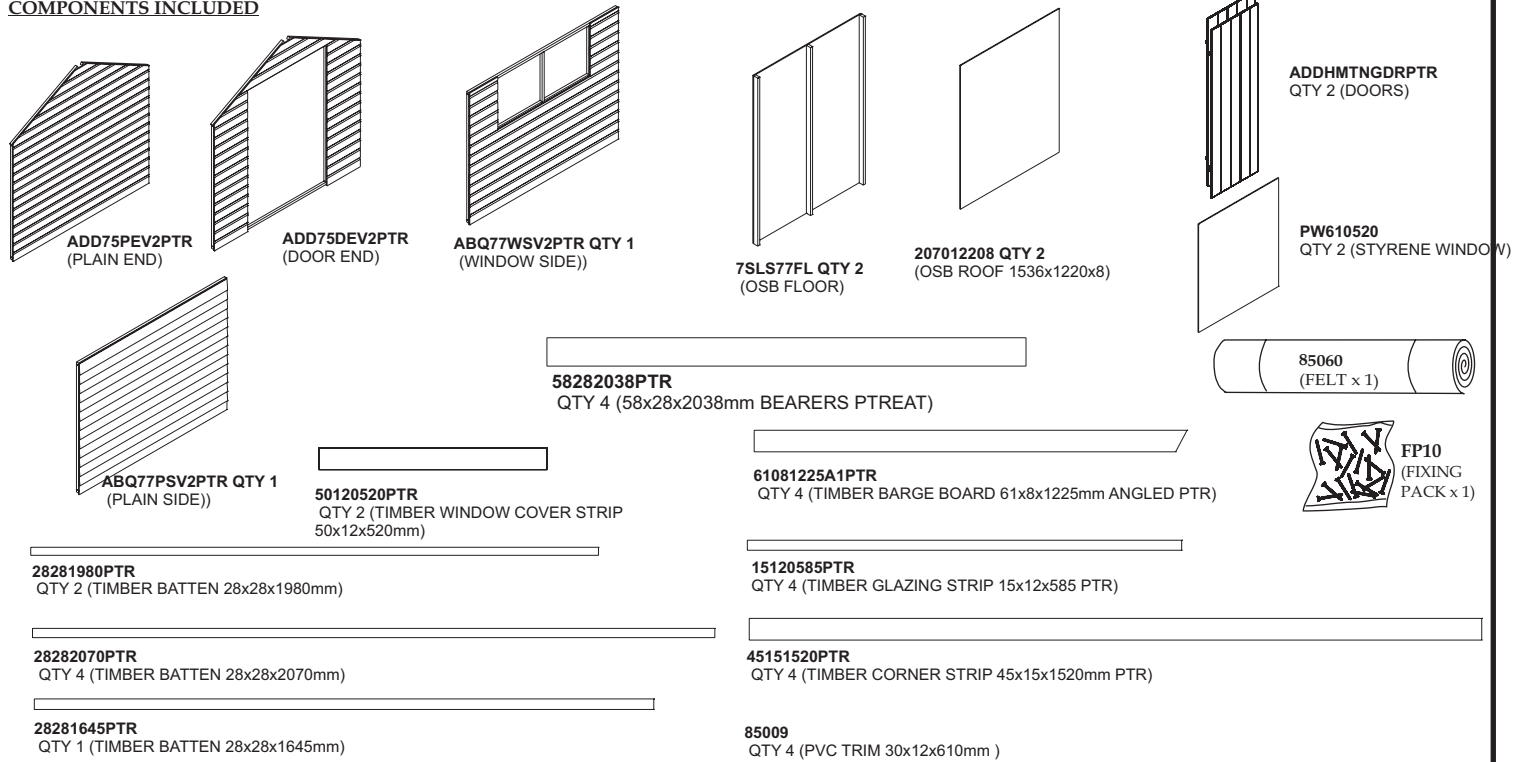 COMPONENTS INCLUDED
ADD75PEV2PTR
(PLAIN END)
ADD75DEV2PTR
(DOOR END)
ABQ77WSV2PTR QTY 1
(WINDOW SIDE))
7SLS77FL QTY 2
(OSB FLOOR)
207012208 QTY 2
(OSB ROOF 1536x1220x8)
ADDHMTNGDRPTR
QTY 2 (DOORS)
PW610520
QTY 2 (STYRENE WINDOW)
ABQ77PSV2PTR QTY 1
(PLAIN SIDE))
58282038PTR
QTY 4 (58x28x2038mm BEARERS PTREAT)
85060
(FELT x 1)
50120520PTR
QTY 2 (TIMBER WINDOW COVER STRIP
50x12x520mm)
61081225A1PTR
QTY 4 (TIMBER BARGE BOARD 61x8x1225mm ANGLED PTR)
FP10
(FIXING
PACK x 1)
28281980PTR
QTY 2 (TIMBER BATTEN 28x28x1980mm)
15120585PTR
QTY 4 (TIMBER GLAZING STRIP 15x12x585 PTR)
28282070PTR
QTY 4 (TIMBER BATTEN 28x28x2070mm)
45151520PTR
QTY 4 (TIMBER CORNER STRIP 45x15x1520mm PTR)
28281645PTR
QTY 1 (TIMBER BATTEN 28x28x1645mm)
85009
QTY 4 (PVC TRIM 30x12x610mm )